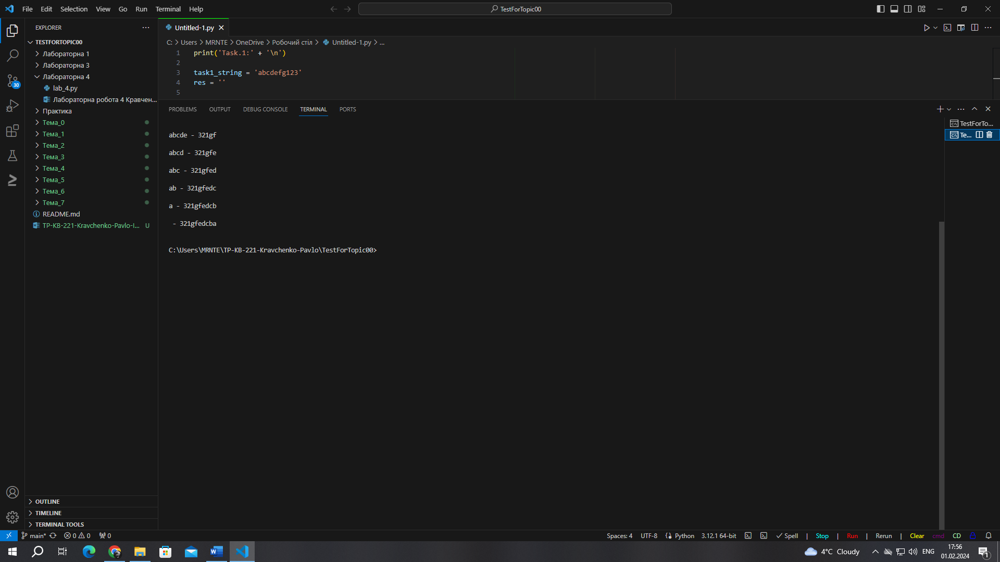 File Edit Selection View Go Run Terminal Help
TestForTopic00
EXPLORER
TESTFORTOPIC00
Лабораторна 1
Лабораторна 3
Лабораторна 4
lab_4.py
Лабораторна робота 4 Кравчен...
Практика
Тема_0
Тема_1
Тема_2
Тема_3
Тема_4
Тема_5
Тема_6
Тема_7
README.md
TP-KB-221-Kravchenko-Pavlo-I... U
OUTLINE
TIMELINE
TERMINAL TOOLS
30
Untitled-1.py
C: > Users > MRNTE > OneDrive > Робочий стіл > Untitled-1.py > ...
1 print('Task.1:' + '\n')
2
3 task1_string = 'abcdefg123'
4 res = ''
5
PROBLEMS OUTPUT DEBUG CONSOLE TERMINAL PORTS
TestForTo...
Te...
abcde - 321gf
abcd - 321gfe
abc - 321gfed
ab - 321gfedc
a - 321gfedcb
- 321gfedcba
C:\Users\MRNTE\TP-KB-221-Kravchenko-Pavlo\TestForTopic00>
main* 0 0 0
Spaces: 4 UTF-8 Python 3.12.1 64-bit Spell | Stop | Run | Rerun | Clear cmd CD
4°C Cloudy ENG 17:56
01.02.2024
1